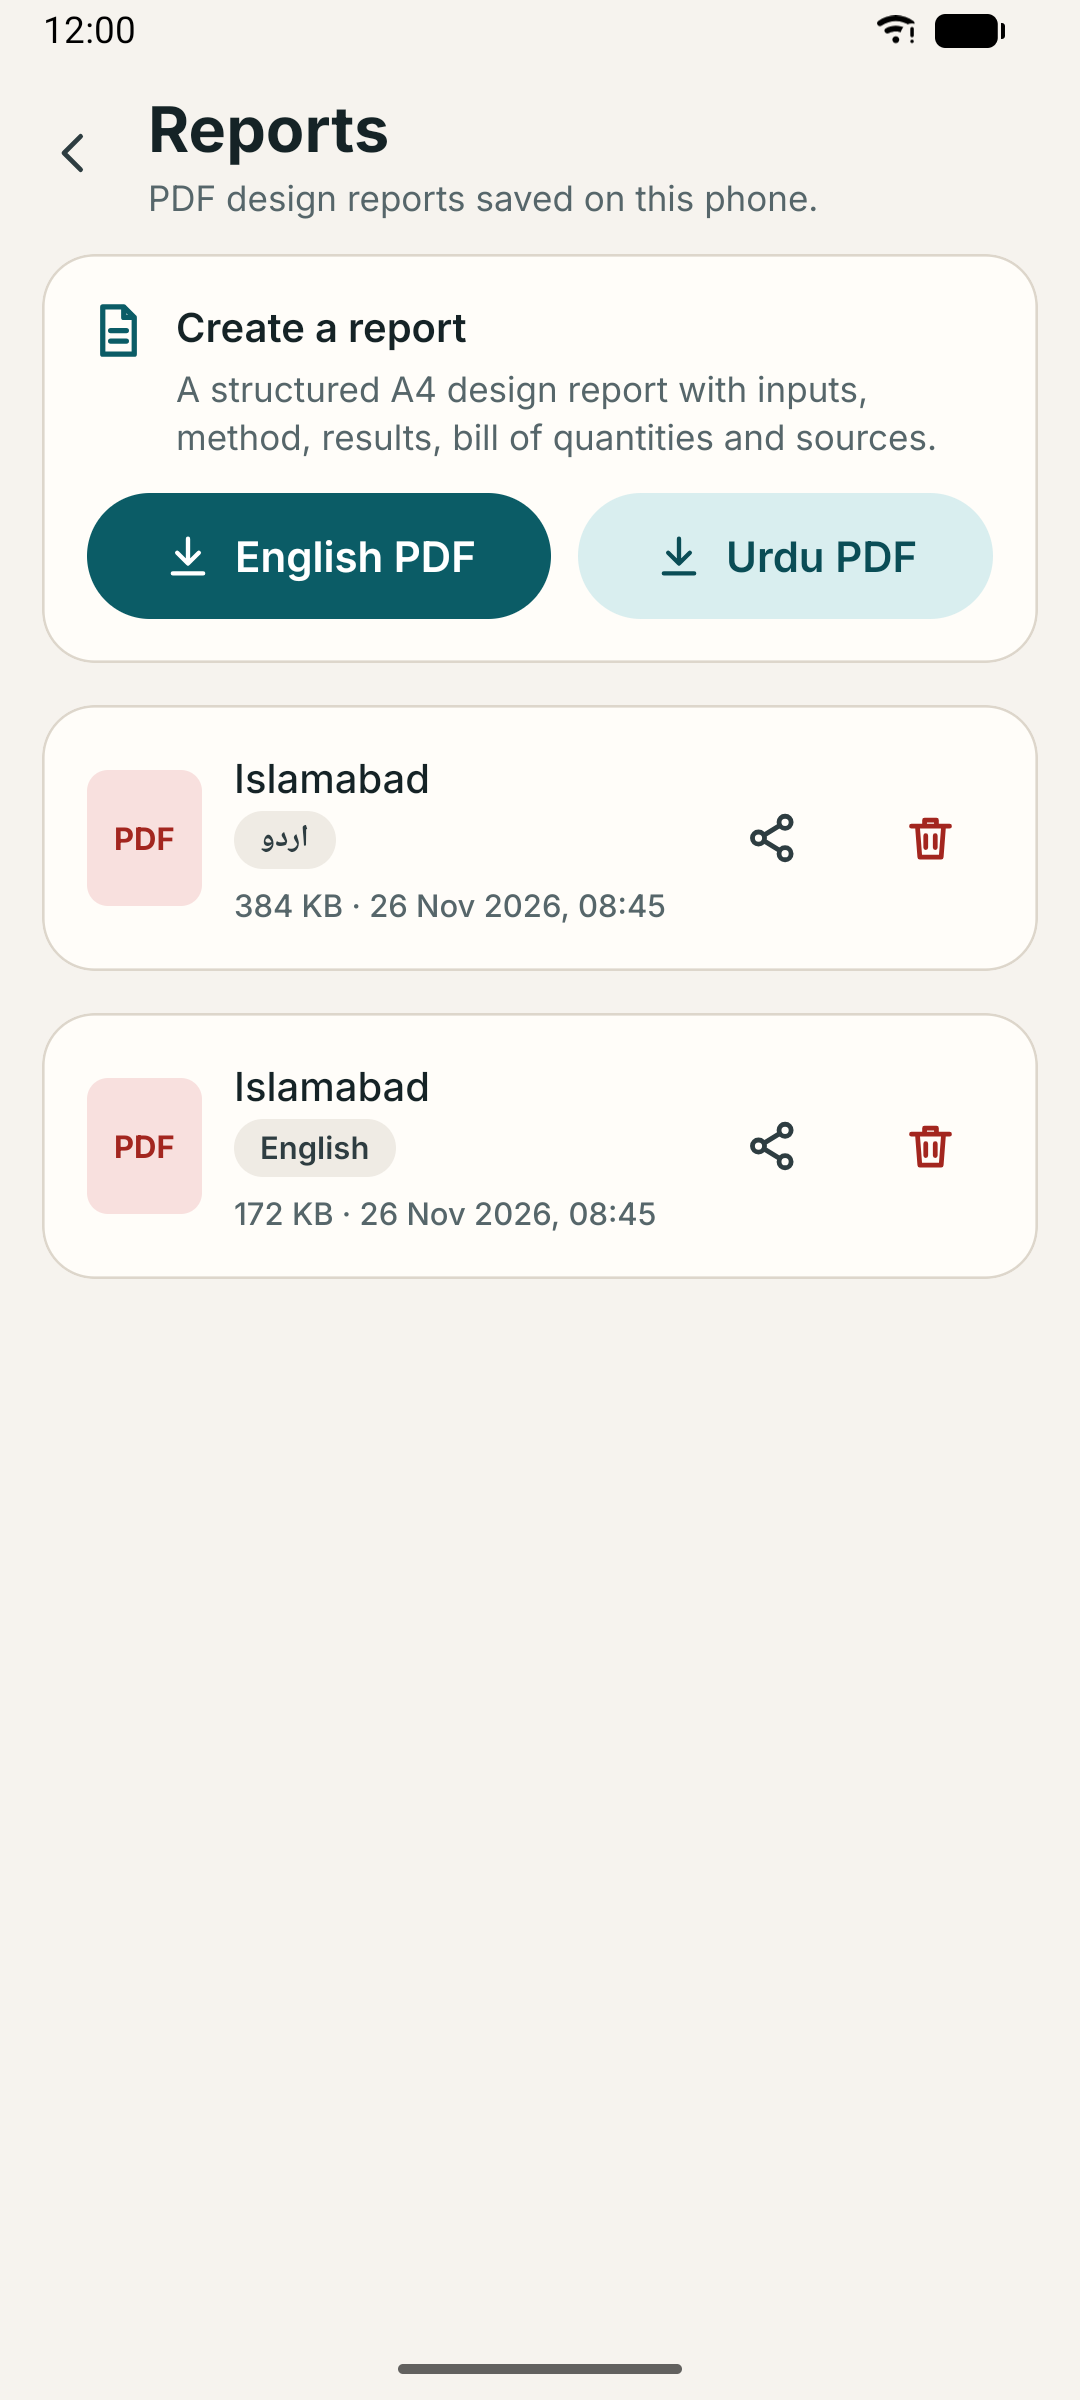 12:00
Reports
PDF design reports saved on this phone.
Create a report
A structured A4 design report with inputs,
method, results, bill of quantities and sources.
English PDF
Urdu PDF
Islamabad
PDF
اردو
384 KB · 26 Nov 2026, 08:45
Islamabad
PDF
English
172 KB · 26 Nov 2026, 08:45